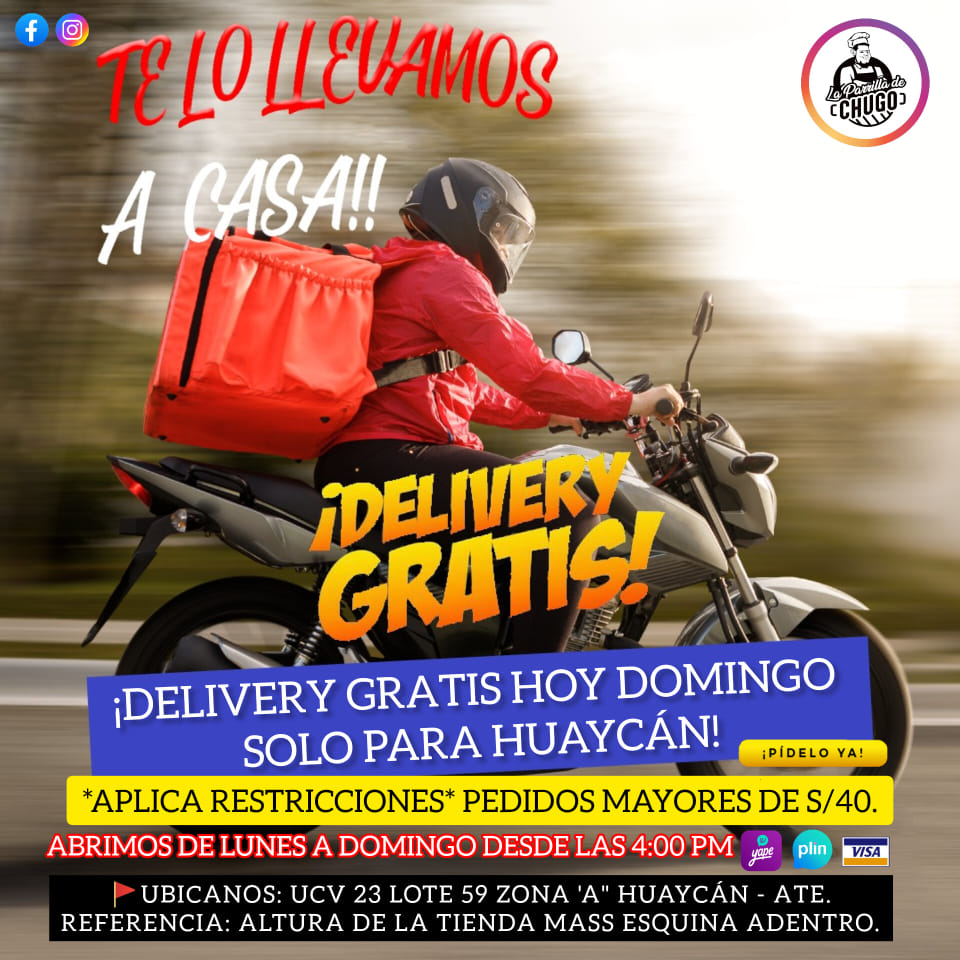 TE LO LLEVAMOS
A CASA!!
La Parrilla de
CHUGO
¡DELIVERY
GRATIS!
¡DELIVERY GRATIS HOY DOMINGO
SOLO PARA HUAYCÁN!
¡PÍDELO YA!
*APLICA RESTRICCIONES* PEDIDOS MAYORES DE S/40.
ABRIMOS DE LUNES A DOMINGO DESDE LAS 4:00 PM yape plin VISA
UBICANOS: UCV 23 LOTE 59 ZONA 'A" HUAYCÁN - ATE.
REFERENCIA: ALTURA DE LA TIENDA MASS ESQUINA ADENTRO.